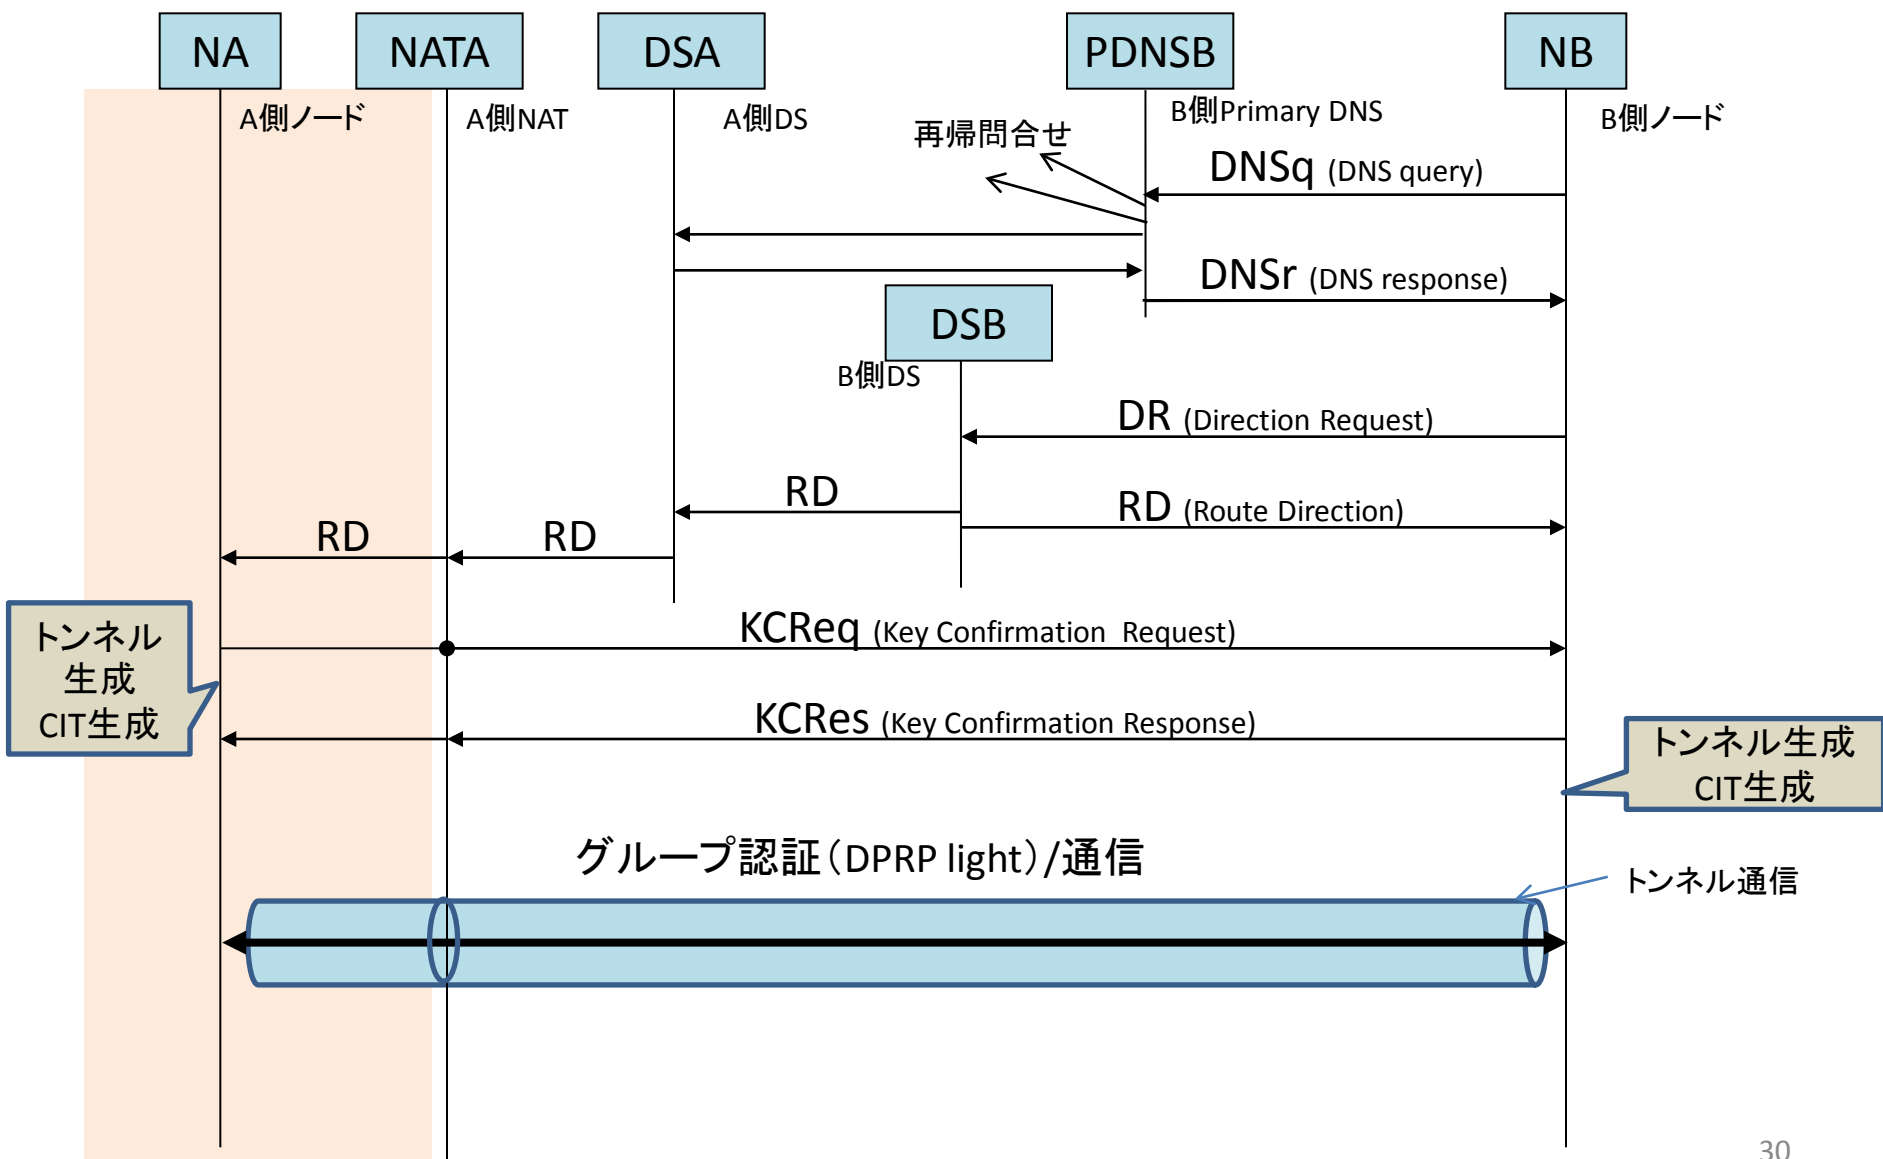 NA
NATA
DSA
PDNSB
NB
A側ノード
A側NAT
A側DS
B側Primary DNS
B側ノード
再帰問合せ
DNSq (DNS query)
DNSr (DNS response)
DSB
B側DS
DR (Direction Request)
RD
RD (Route Direction)
RD
RD
KCReq (Key Confirmation Request)
トンネル
生成
CIT生成
KCRes (Key Confirmation Response)
トンネル生成
CIT生成
グループ認証(DPRP light)/通信
トンネル通信
30